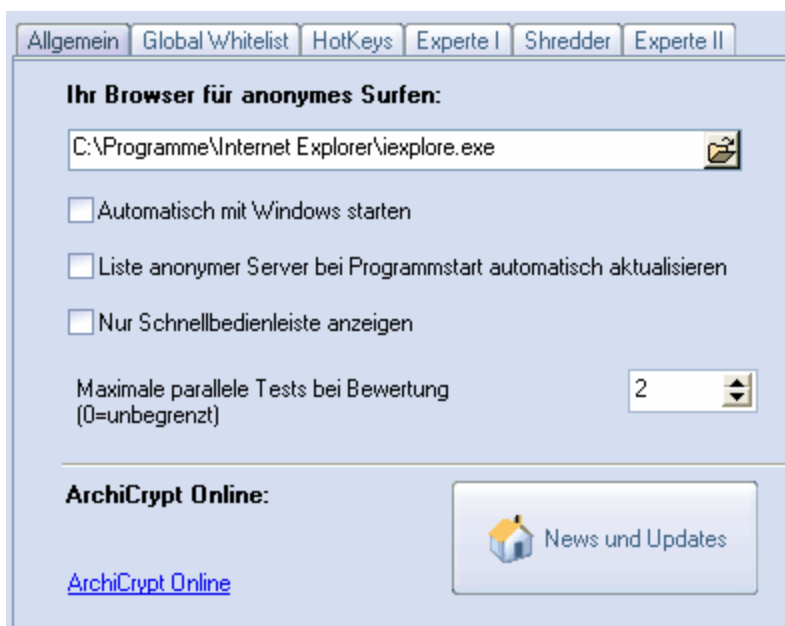 Allgemein Global Whitelist HotKeys Experte I Shredder Experte II
Ihr Browser für anonymes Surfen:
C:\Programme\Internet Explorer\iexplore.exe
Automatisch mit Windows starten
Liste anonymer Server bei Programmstart automatisch aktualisieren
Nur Schnellbedienleiste anzeigen
Maximale parallele Tests bei Bewertung 2
(0=unbegrenzt)
ArchiCrypt Online:
News und Updates
ArchiCrypt Online